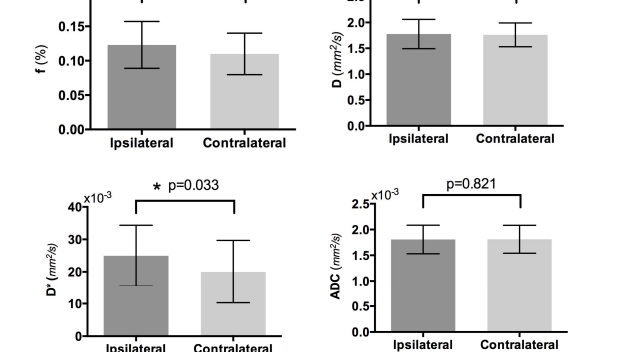 0.15
0.10
0.05
0.00
f (%)
Ipsilateral
Contralateral
2.0
1.5
1.0
0.5
0.0
D (mm²/s)
Ipsilateral
Contralateral
* p=0.033
x10⁻³
40
30
20
10
0
D* (mm²/s)
Ipsilateral
Contralateral
p=0.821
x10⁻³
2.5
2.0
1.5
1.0
0.5
0.0
ADC (mm²/s)
Ipsilateral
Contralateral